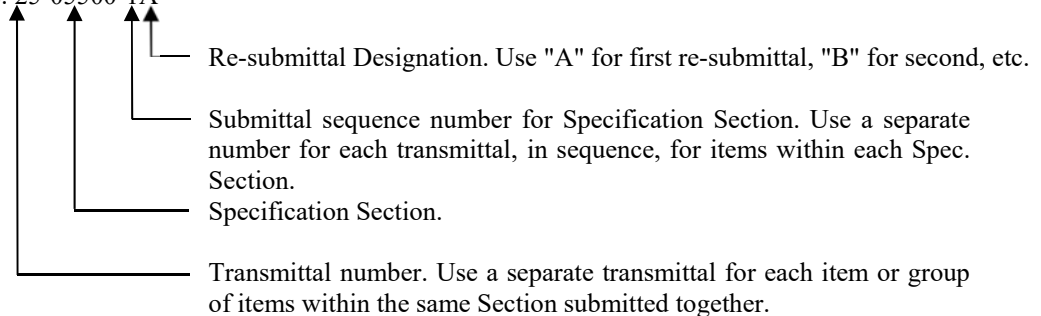 : 25-03300-1A
Re-submittal Designation. Use "A" for first re-submittal, "B" for second, etc.
Submittal sequence number for Specification Section. Use a separate
number for each transmittal, in sequence, for items within each Spec.
Section.
Specification Section.
Transmittal number. Use a separate transmittal for each item or group
of items within the same Section submitted together.